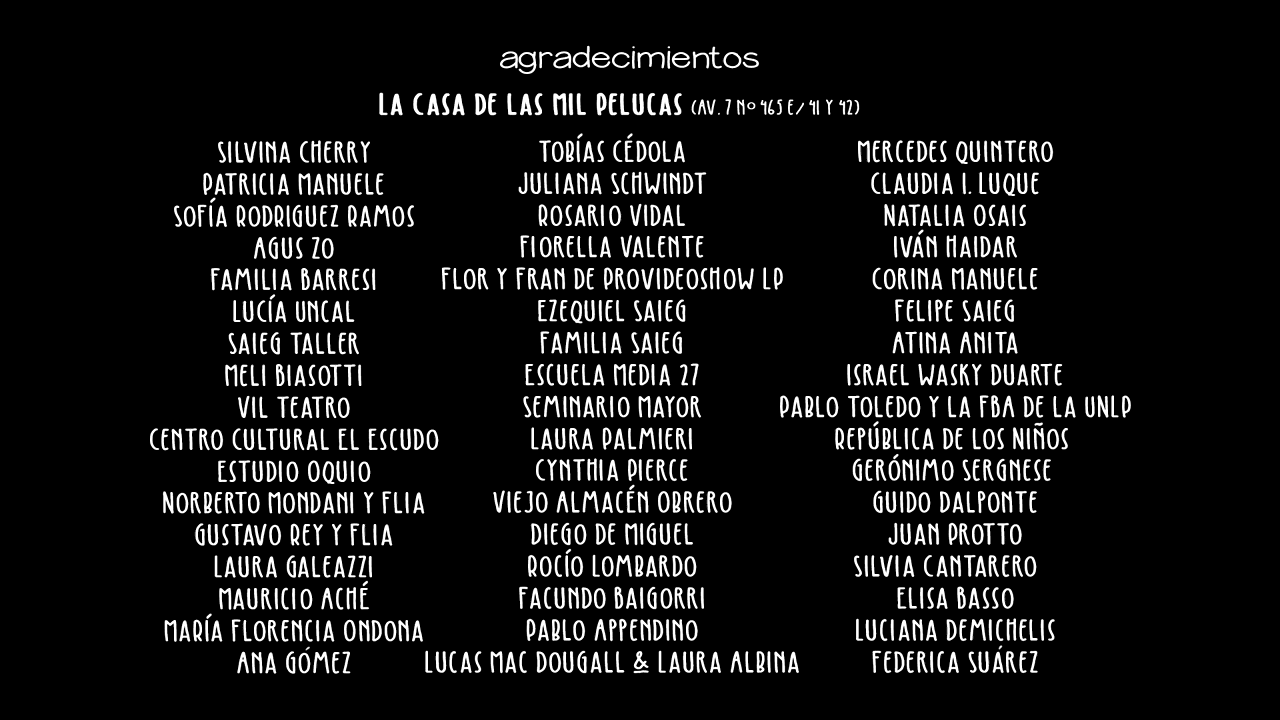 agradecimientos
LA CASA DE LAS MIL PELUCAS (AV. 7 Nº 465 E/ 41 Y 42)
SILVINA CHERRY
PATRICIA MANUELE
SOFÍA RODRIGUEZ RAMOS
AGUS ZO
FAMILIA BARRESI
LUCÍA UNCAL
SAIEG TALLER
MELI BIASOTTI
VIL TEATRO
CENTRO CULTURAL EL ESCUDO
ESTUDIO OQUIO
NORBERTO MONDANI Y FLIA
GUSTAVO REY Y FLIA
LAURA GALEAZZI
MAURICIO ACHÉ
MARÍA FLORENCIA ONDONA
ANA GÓMEZ
TOBÍAS CÉDOLA
JULIANA SCHWINDT
ROSARIO VIDAL
FIORELLA VALENTE
FLOR Y FRAN DE PROVIDEOSHOW LP
EZEQUIEL SAIEG
FAMILIA SAIEG
ESCUELA MEDIA 27
SEMINARIO MAYOR
LAURA PALMIERI
CYNTHIA PIERCE
VIEJO ALMACÉN OBRERO
DIEGO DE MIGUEL
ROCÍO LOMBARDO
FACUNDO BAIGORRI
PABLO APPENDINO
LUCAS MAC DOUGALL & LAURA ALBINA
MERCEDES QUINTERO
CLAUDIA I. LUQUE
NATALIA OSAIS
IVÁN HAIDAR
CORINA MANUELE
FELIPE SAIEG
ATINA ANITA
ISRAEL WASKY DUARTE
PABLO TOLEDO Y LA FBA DE LA UNLP
REPÚBLICA DE LOS NIÑOS
GERÓNIMO SERGNESE
GUIDO DALPONTE
JUAN PROTTO
SILVIA CANTARERO
ELISA BASSO
LUCIANA DEMICHELIS
FEDERICA SUÁREZ